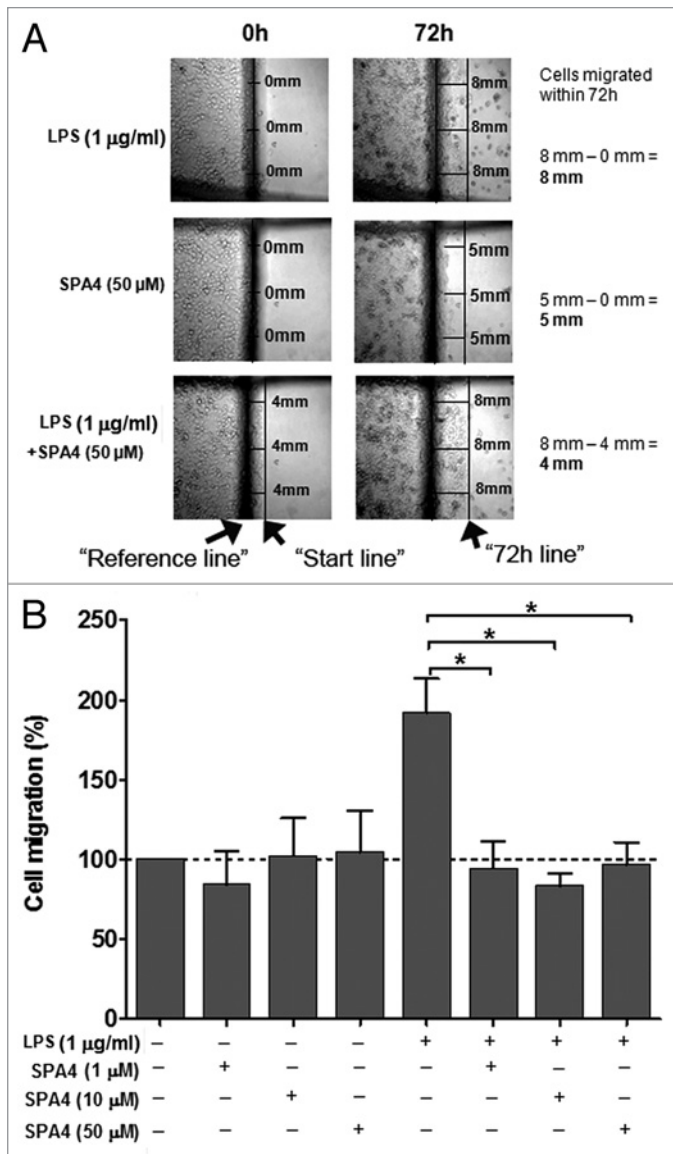 A
0h 72h
Cells migrated
within 72h
LPS (1 µg/ml)
0mm 8mm
0mm 8mm
0mm 8mm
8 mm – 0 mm =
8 mm
SPA4 (50 µM)
0mm 5mm
0mm 5mm
0mm 5mm
5 mm – 0 mm =
5 mm
LPS (1 µg/ml)
+SPA4 (50 µM)
4mm 8mm
4mm 8mm
4mm 8mm
8 mm – 4 mm =
4 mm
"Reference line" "Start line" "72h line"
B
Cell migration (%)
250
200
150
100
50
0
* 
*
*
LPS (1 µg/ml) – – – – + + + +
SPA4 (1 µM) – + – – – + – –
SPA4 (10 µM) – – + – – – + –
SPA4 (50 µM) – – – + – – – +